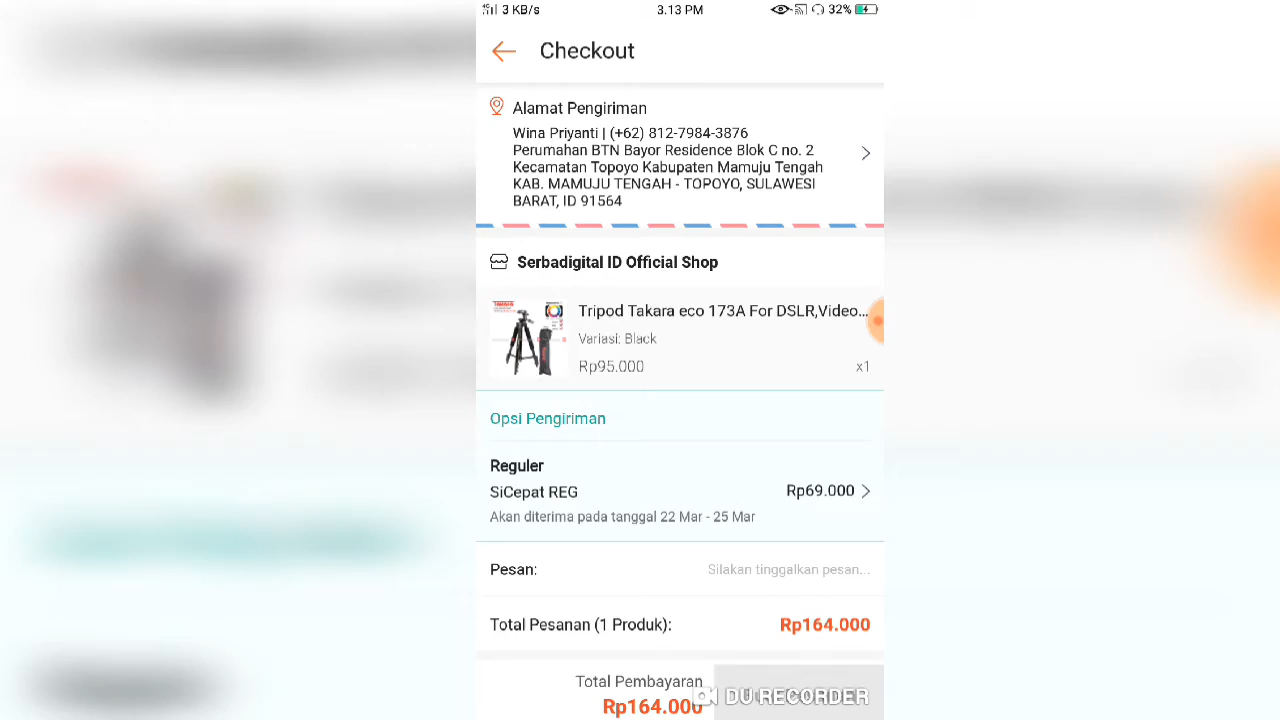 3 KB/s 3.13 PM 32%
Checkout
Alamat Pengiriman
Wina Priyanti | (+62) 812-7984-3876
Perumahan BTN Bayor Residence Blok C no. 2
Kecamatan Topoyo Kabupaten Mamuju Tengah
KAB. MAMUJU TENGAH - TOPOYO, SULAWESI
BARAT, ID 91564
Serbadigital ID Official Shop
Tripod Takara eco 173A For DSLR,Video...
Variasi: Black
Rp95.000 x1
Opsi Pengiriman
Reguler
SiCepat REG Rp69.000
Akan diterima pada tanggal 22 Mar - 25 Mar
Pesan: Silakan tinggalkan pesan...
Total Pesanan (1 Produk): Rp164.000
Total Pembayaran
Rp164.000
DU RECORDER